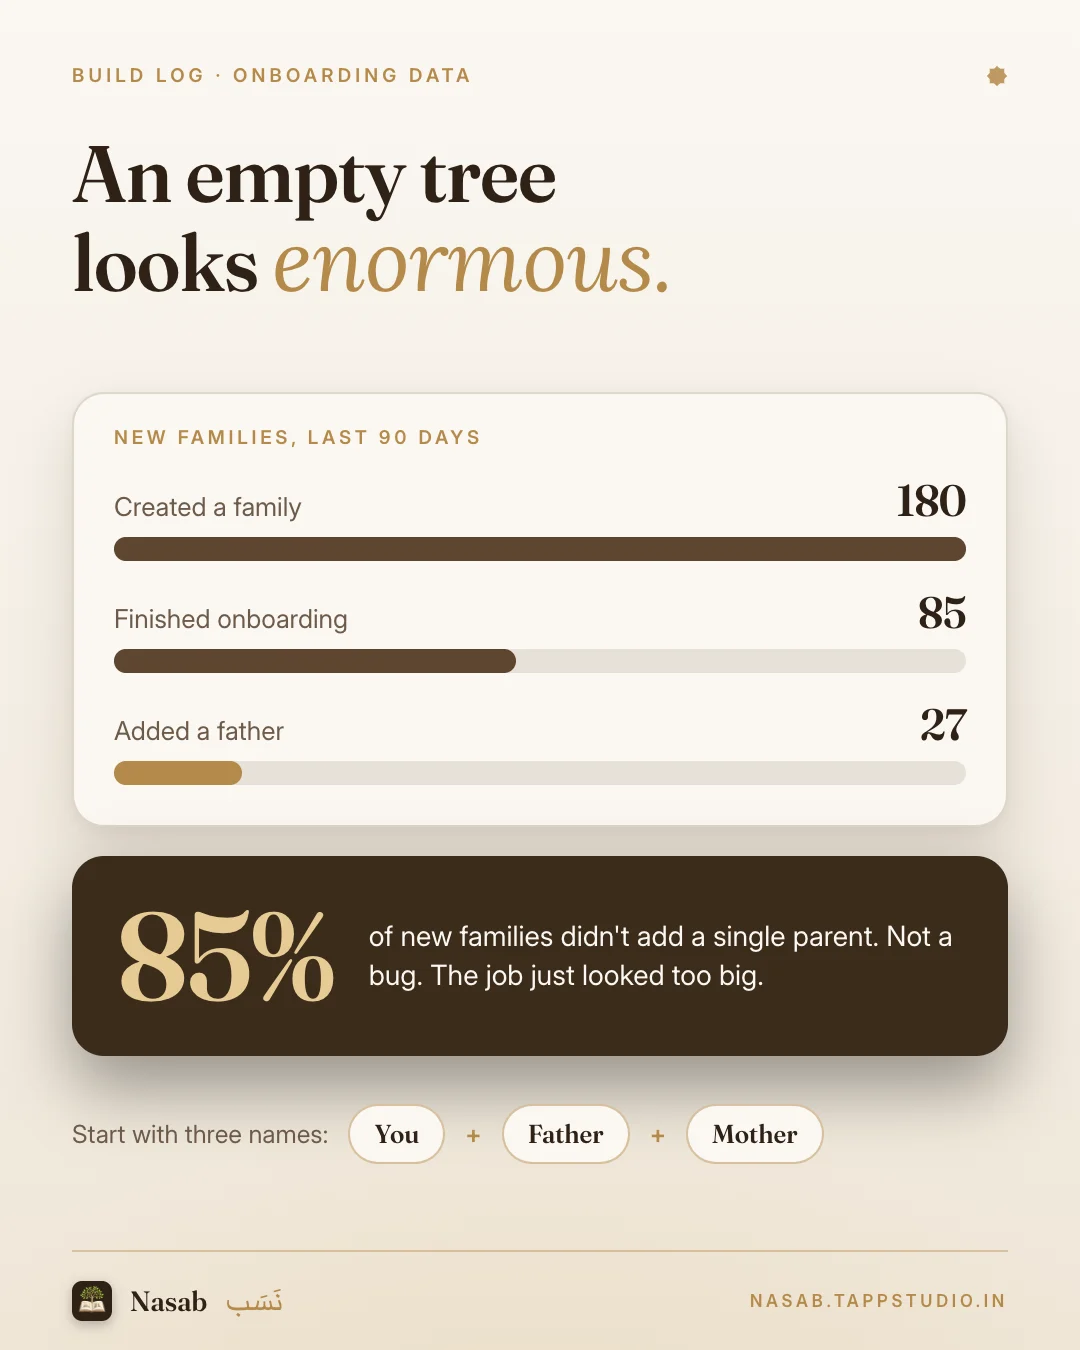 BUILD LOG · ONBOARDING DATA
An empty tree
looks enormous.
NEW FAMILIES, LAST 90 DAYS
Created a family 180
Finished onboarding 85
Added a father 27
85%
of new families didn't add a single parent. Not a
bug. The job just looked too big.
Start with three names: You + Father + Mother
Nasab نَسَب
NASAB.TAPPSTUDIO.IN